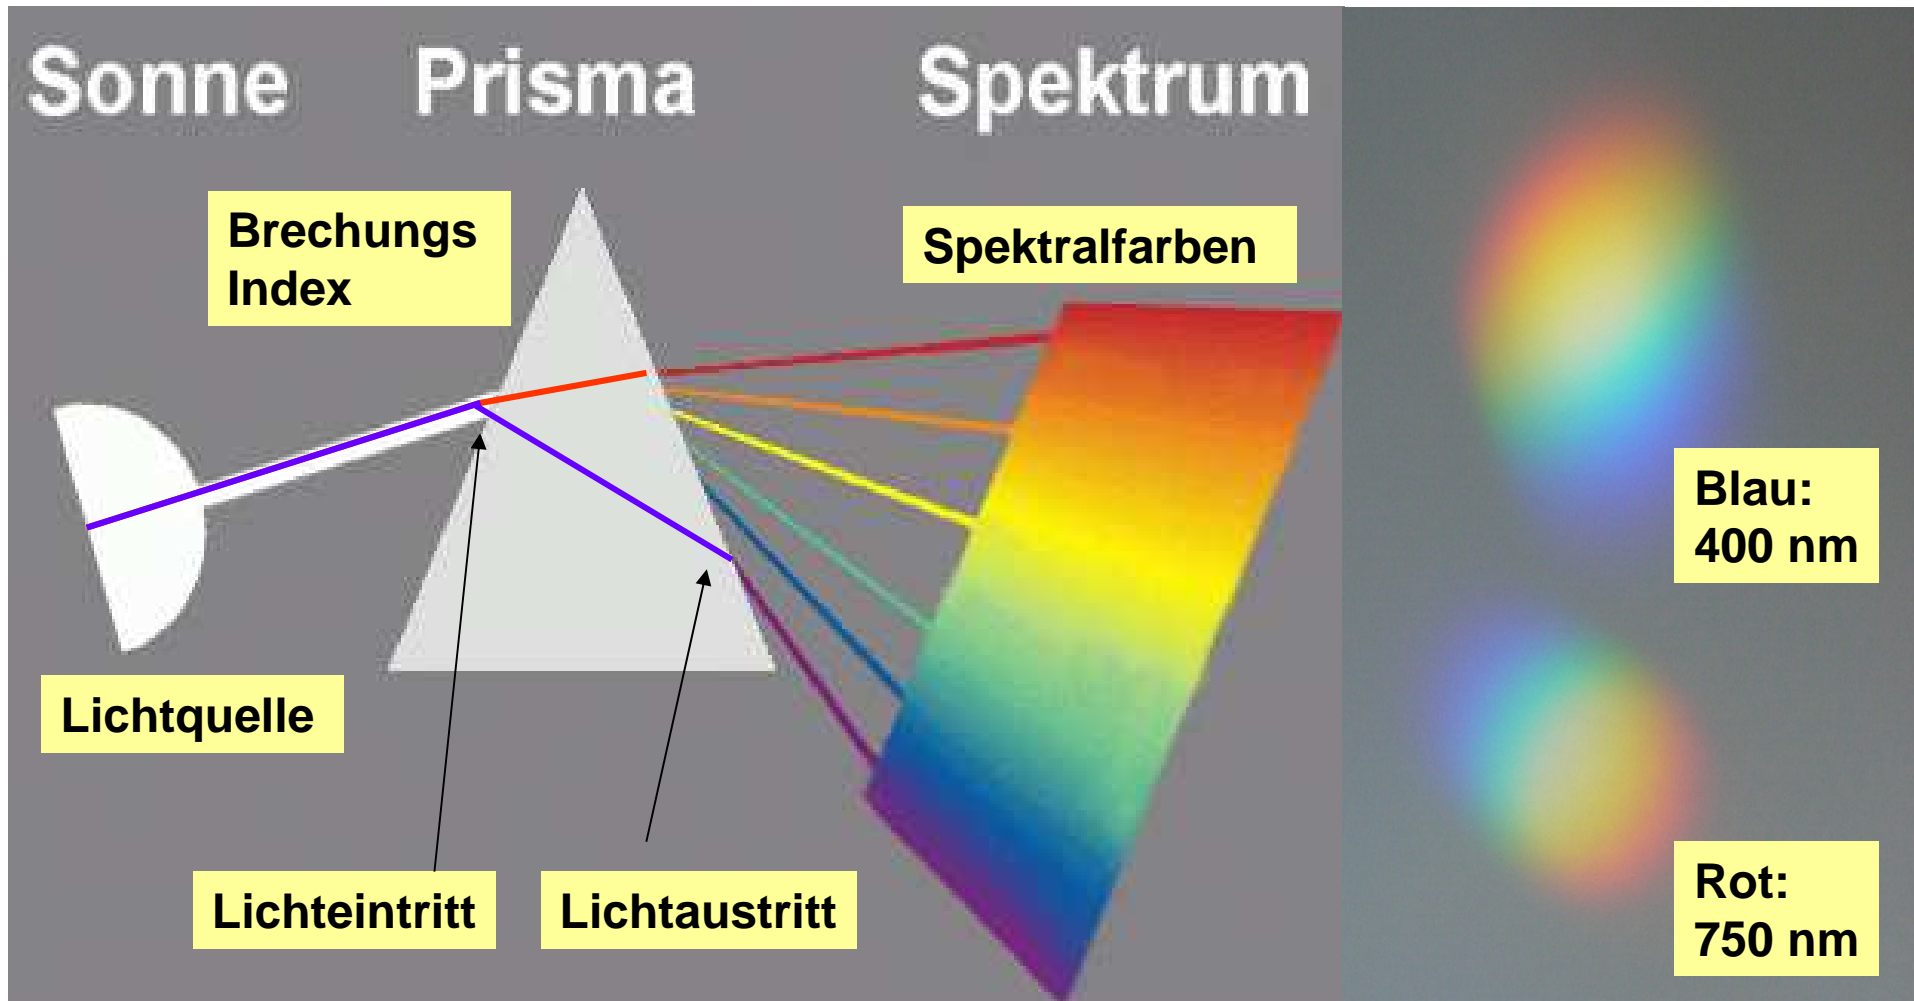 Sonne Prisma Spektrum
Brechungs
Index
Spektralfarben
Lichtquelle
Lichteintritt
Lichtaustritt
Blau:
400 nm
Rot:
750 nm